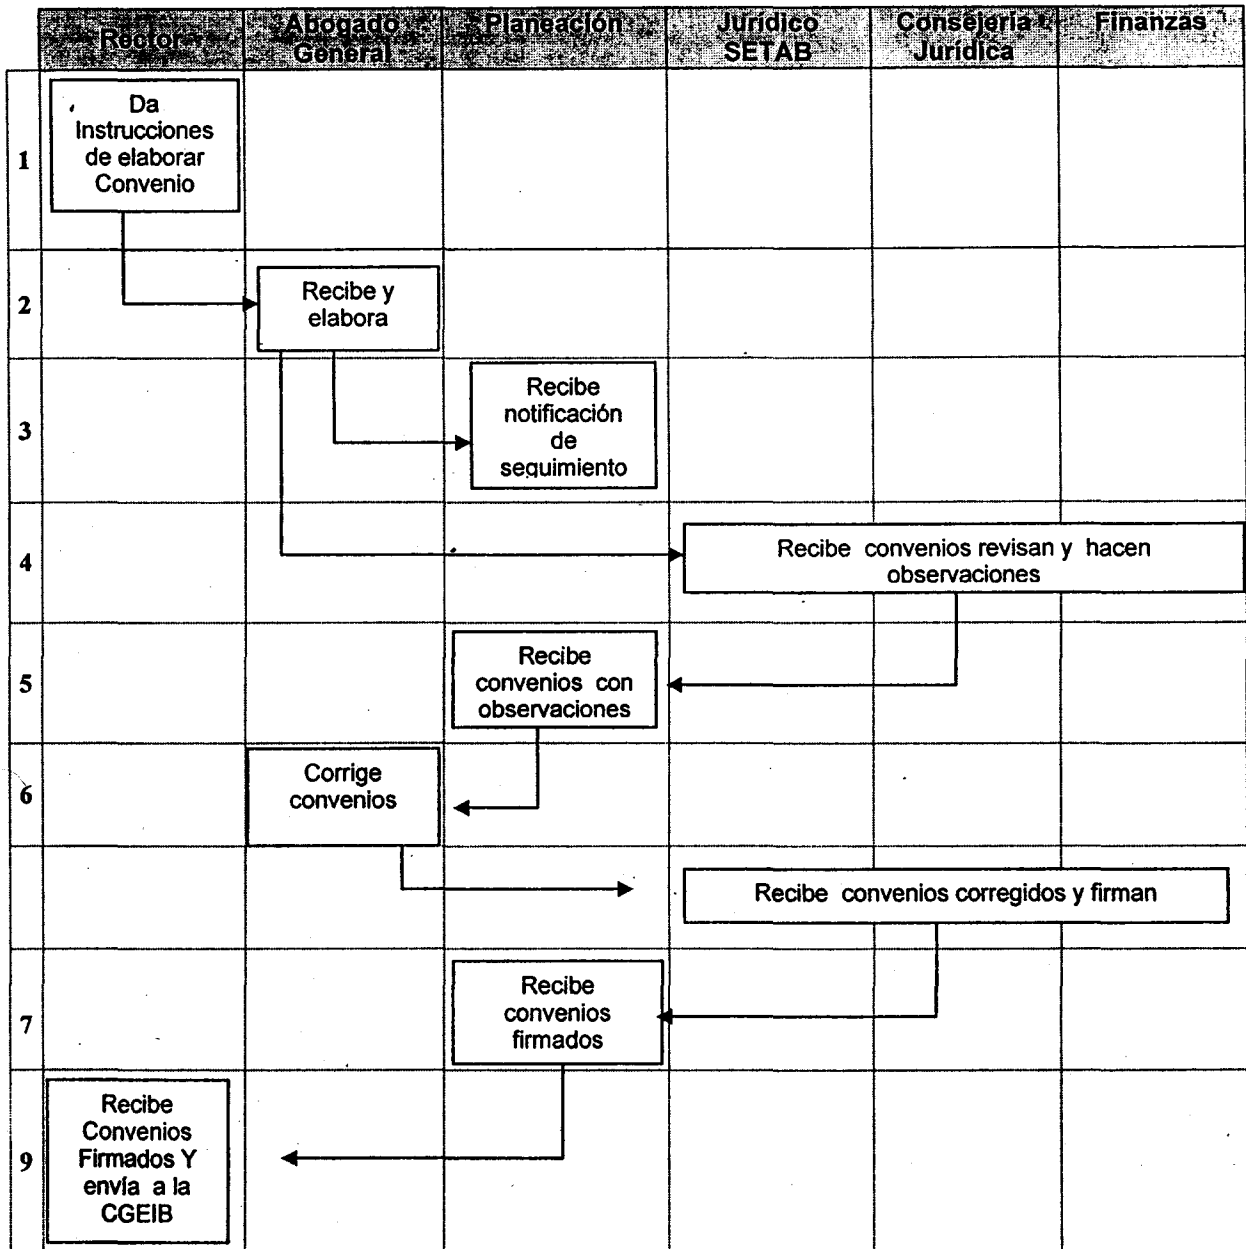 Rector
Abogado
General
Planeación
Jurídico
SETAB
Consejería
Jurídica
Finanzas
1
Da
Instrucciones
de elaborar
Convenio
2
Recibe y
elabora
3
Recibe
notificación
de
seguimiento
4
Recibe convenios revisan y hacen
observaciones
5
Recibe
convenios con
observaciones
6
Corrige
convenios
Recibe convenios corregidos y firman
7
Recibe
convenios
firmados
9
Recibe
Convenios
Firmados Y
envía a la
CGEIB